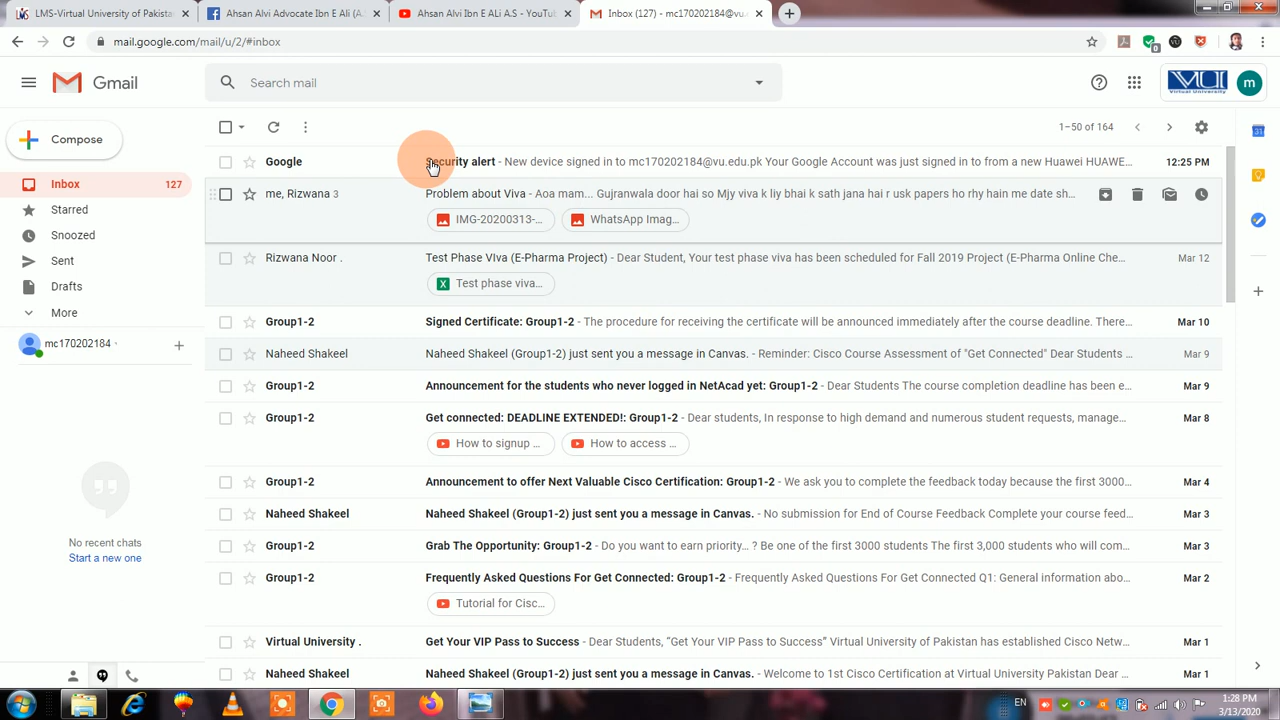 LMS-Virtual University of Pakistan
Ahsan Alvi Advocate Ibn E Ali (A
Ahsan Alvi Ibn E Ali - YouTube
Inbox (127) - mc170202184@vu.
mail.google.com/mail/u/2/#inbox
0
Gmail
Search mail
VU
Virtual University
m
Compose
1–50 of 164
Inbox 127
Starred
Snoozed
Sent
Drafts
More
mc170202184
No recent chats
Start a new one
Google Security alert - New device signed in to mc170202184@vu.edu.pk Your Google Account was just signed in to from a new Huawei HUAWE... 12:25 PM
me, Rizwana 3 Problem about Viva - Aoa mam... Gujranwala door hai so Mjy viva k liy bhai k sath jana hai r usk papers ho rhy hain me date sh...
IMG-20200313-... WhatsApp Imag...
Rizwana Noor . Test Phase VIva (E-Pharma Project) - Dear Student, Your test phase viva has been scheduled for Fall 2019 Project (E-Pharma Online Che... Mar 12
X Test phase viva...
Group1-2 Signed Certificate: Group1-2 - The procedure for receiving the certificate will be announced immediately after the course deadline. There... Mar 10
Naheed Shakeel Naheed Shakeel (Group1-2) just sent you a message in Canvas. - Reminder: Cisco Course Assessment of "Get Connected" Dear Students ... Mar 9
Group1-2 Announcement for the students who never logged in NetAcad yet: Group1-2 - Dear Students The course completion deadline has been e... Mar 9
Group1-2 Get connected: DEADLINE EXTENDED!: Group1-2 - Dear students, In response to high demand and numerous student requests, manage... Mar 8
How to signup ... How to access ...
Group1-2 Announcement to offer Next Valuable Cisco Certification: Group1-2 - We ask you to complete the feedback today because the first 3000... Mar 4
Naheed Shakeel Naheed Shakeel (Group1-2) just sent you a message in Canvas. - No submission for End of Course Feedback Complete your course feed... Mar 3
Group1-2 Grab The Opportunity: Group1-2 - Do you want to earn priority... ? Be one of the first 3000 students The first 3,000 students who will com... Mar 3
Group1-2 Frequently Asked Questions For Get Connected: Group1-2 - Frequently Asked Questions For Get Connected Q1: General information abo... Mar 2
Tutorial for Cisc...
Virtual University . Get Your VIP Pass to Success - Dear Students, “Get Your VIP Pass to Success” Virtual University of Pakistan has established Cisco Netw... Mar 1
Naheed Shakeel Naheed Shakeel (Group1-2) just sent you a message in Canvas. - Welcome to 1st Cisco Certification at Virtual University Pakistan Dear ... Mar 1
EN
1:28 PM
3/13/2020